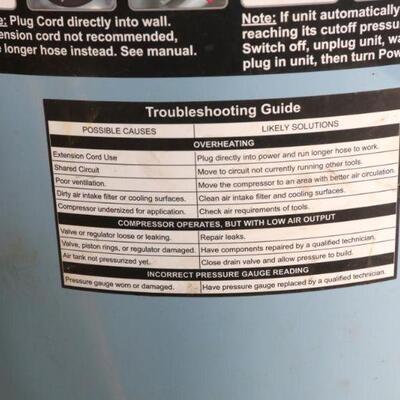 e: Plug Cord directly into wall.
ension cord not recommended,
e longer hose instead. See manual.
Note: If unit automatically
reaching its cutoff pressure
Switch off, unplug unit, wa
plug in unit, then turn Pow
Troubleshooting Guide
POSSIBLE CAUSES LIKELY SOLUTIONS
OVERHEATING
Extension Cord Use Plug directly into power and run longer hose to work.
Shared Circuit Move to circuit not currently running other tools.
Poor ventilation. Move the compressor to an area with better air circulation.
Dirty air intake filter or cooling surfaces. Clean air intake filter and cooling surfaces.
Compressor undersized for application. Check air requirements of tools.
COMPRESSOR OPERATES, BUT WITH LOW AIR OUTPUT
Valve or regulator loose or leaking. Repair leaks.
Valve, piston rings, or regulator damaged. Have components repaired by a qualified technician.
Air tank not pressurized yet. Close drain valve and allow pressure to build.
INCORRECT PRESSURE GAUGE READING
Pressure gauge worn or damaged. Have pressure gauge replaced by a qualified technician.